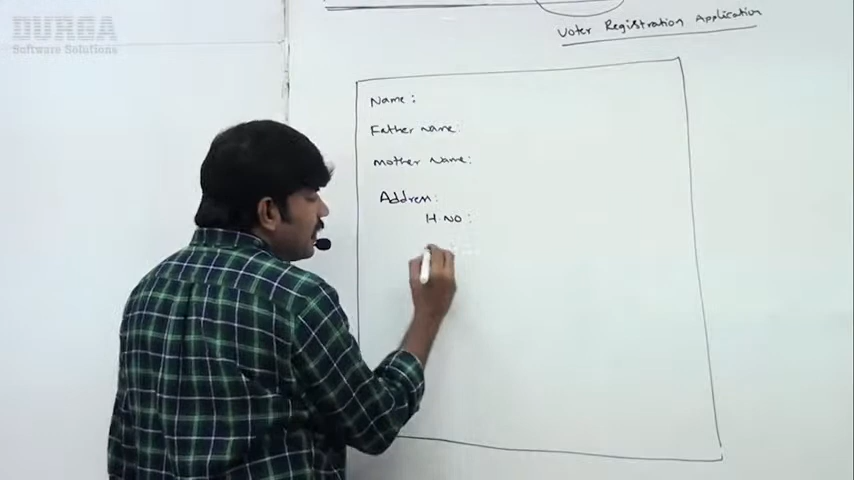 DURGA
Software Solutions
Voter Registration Application
Name :
Father name :
Mother Name :
Address :
H.NO :